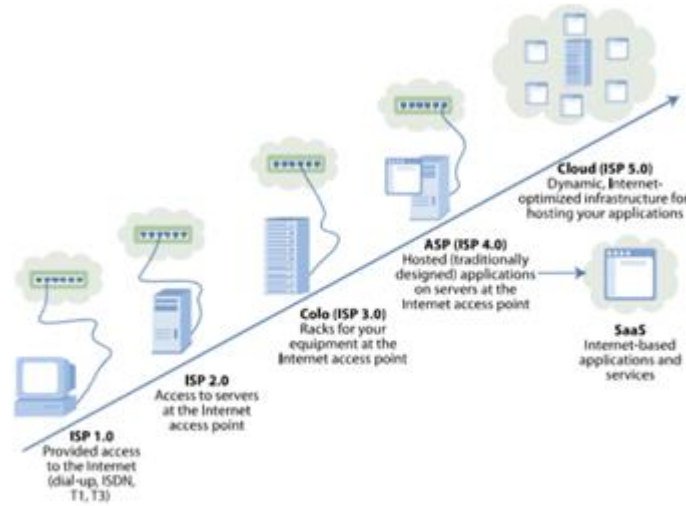 Cloud (ISP 5.0)
Dynamic, Internet-
optimized infrastructure for
hosting your applications
ASP (ISP 4.0)
Hosted (traditionally
designed) applications
on servers at the
Internet access point
SaaS
Internet-based
applications and
services
Colo (ISP 3.0)
Racks for your
equipment at the
Internet access point
ISP 2.0
Access to servers
at the Internet
access point
ISP 1.0
Provided access
to the Internet
(dial-up, ISDN,
T1, T3)